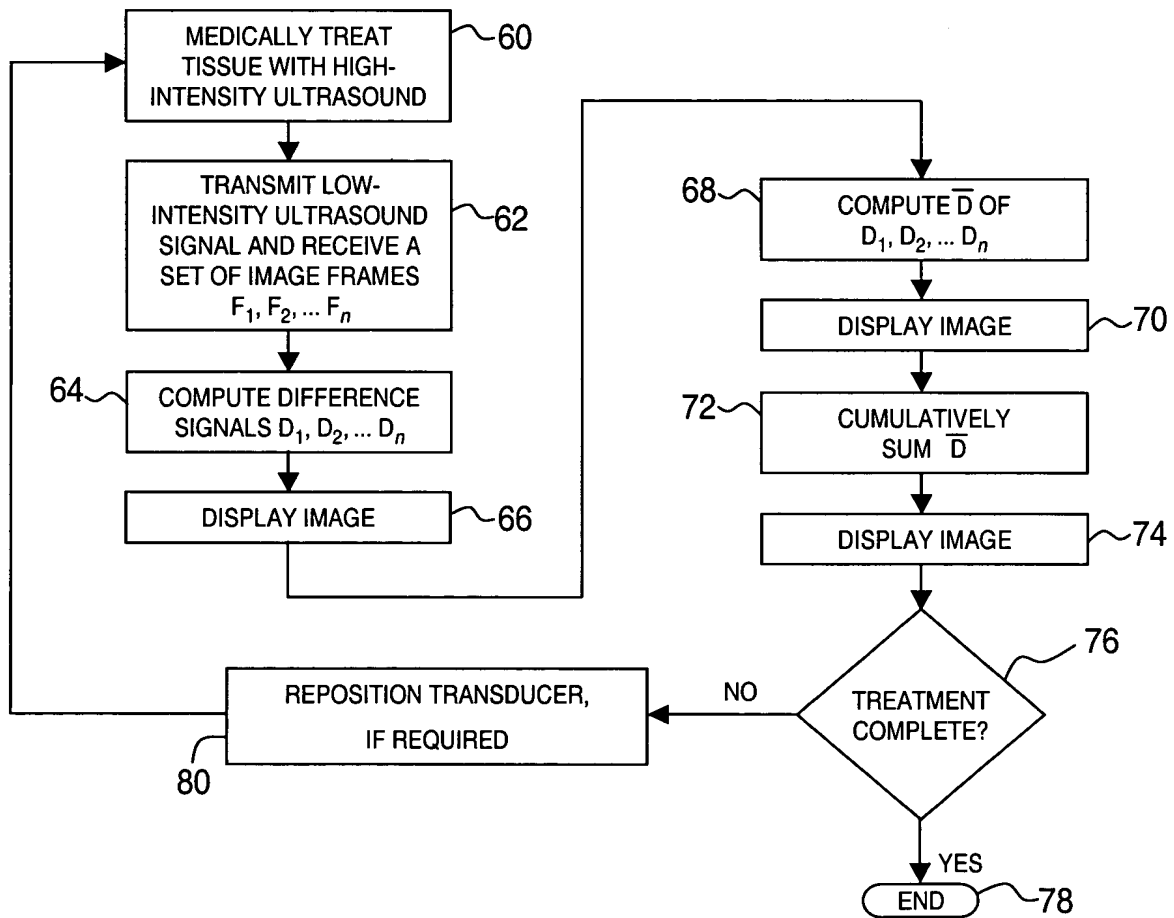 MEDICALLY TREAT
TISSUE WITH HIGH-
INTENSITY ULTRASOUND
60
TRANSMIT LOW-
INTENSITY ULTRASOUND
SIGNAL AND RECEIVE A
SET OF IMAGE FRAMES
F₁, F₂, ... Fₙ
62
64
COMPUTE DIFFERENCE
SIGNALS D₁, D₂, ... Dₙ
DISPLAY IMAGE
66
68
COMPUTE D̅ OF
D₁, D₂, ... Dₙ
DISPLAY IMAGE
70
72
CUMULATIVELY
SUM D̅
DISPLAY IMAGE
74
76
TREATMENT
COMPLETE?
NO
REPOSITION TRANSDUCER,
IF REQUIRED
80
YES
END
78